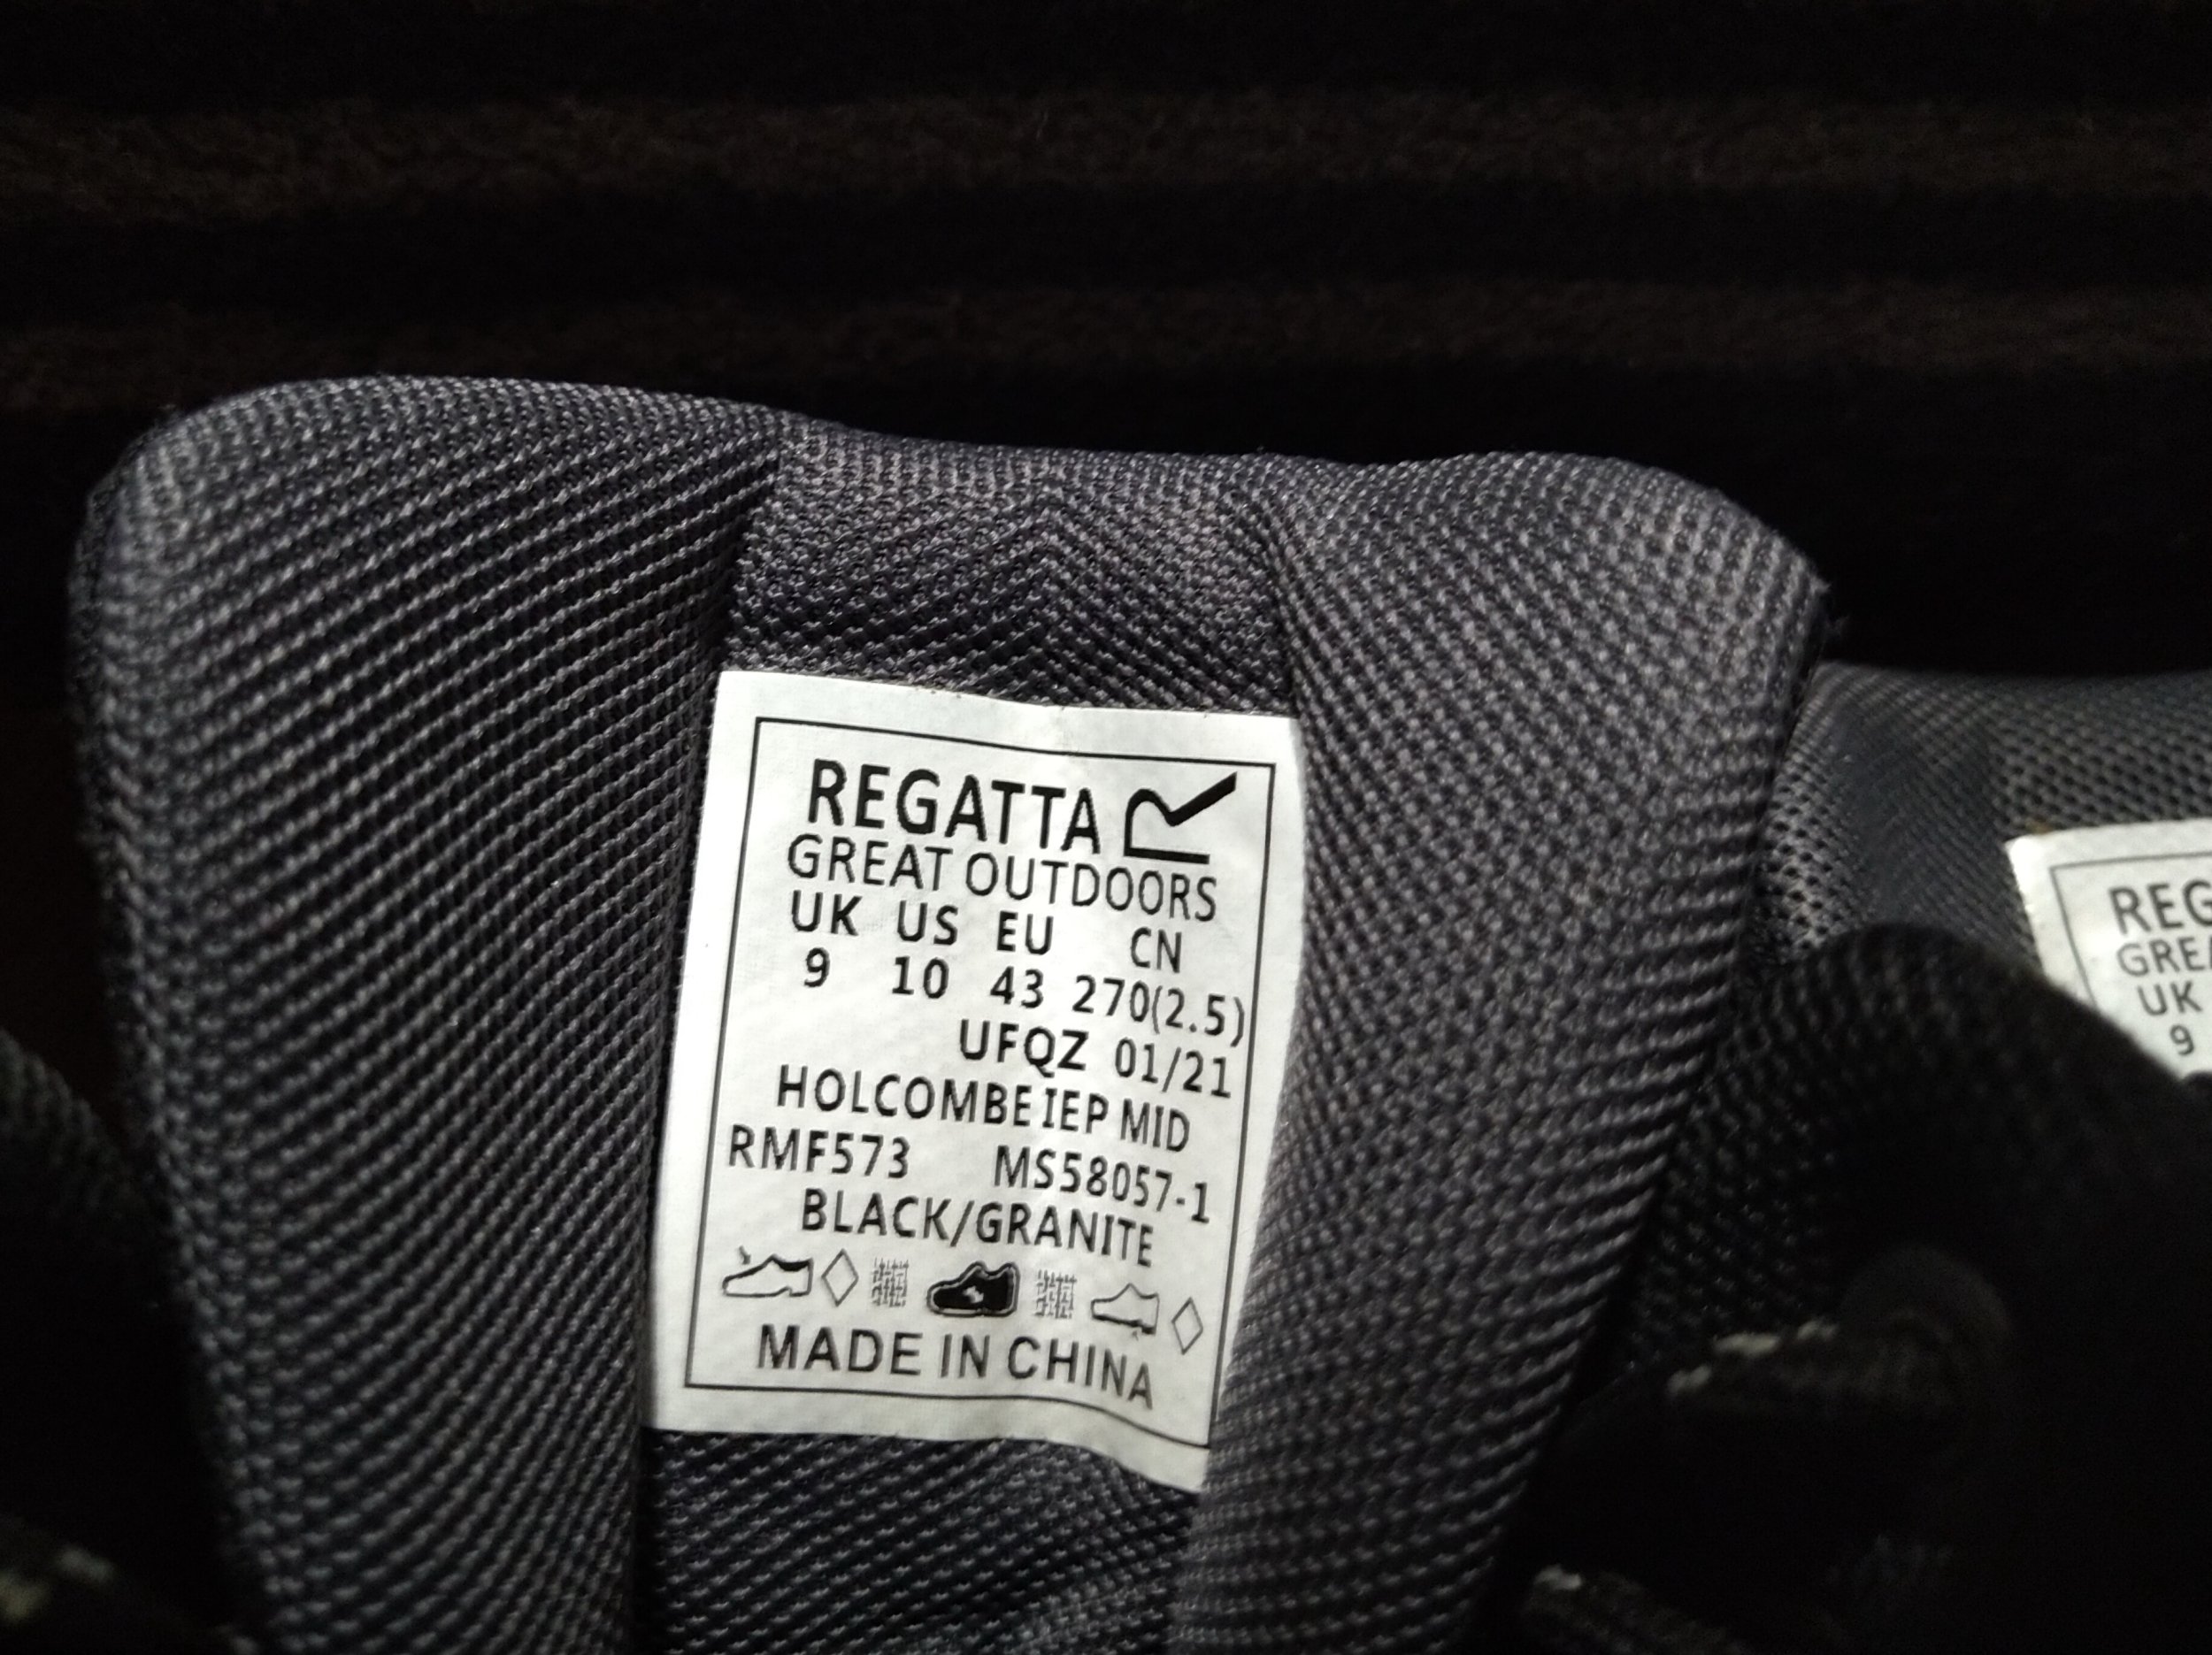 REGATTA
GREAT OUTDOORS
UK US EU CN
9 10 43 270(2.5)
UFQZ 01/21
HOLCOMBE IEP MID
RMF573 MS58057-1
BLACK/GRANITE
MADE IN CHINA
REG
GREA
UK
9